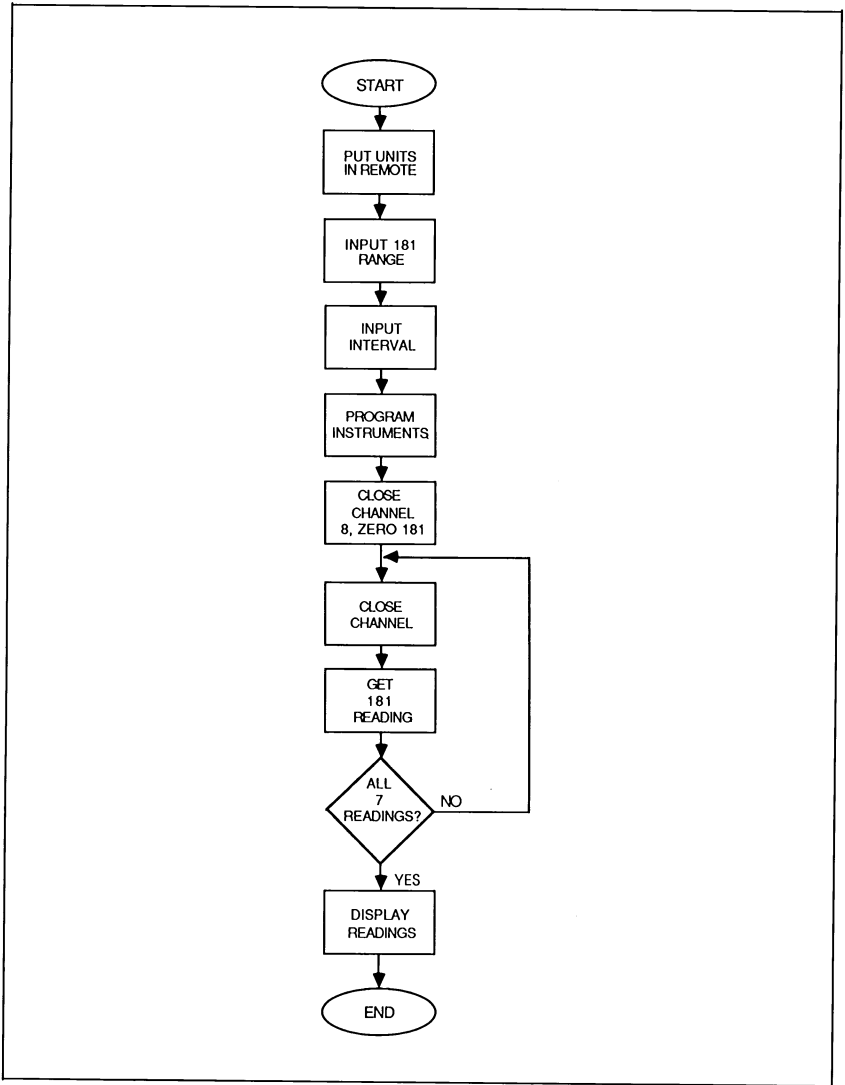 START
PUT UNITS
IN REMOTE
INPUT 181
RANGE
INPUT
INTERVAL
PROGRAM
INSTRUMENTS
CLOSE
CHANNEL
8, ZERO 181
CLOSE
CHANNEL
GET
181
READING
ALL
7
READINGS?
NO
YES
DISPLAY
READINGS
END